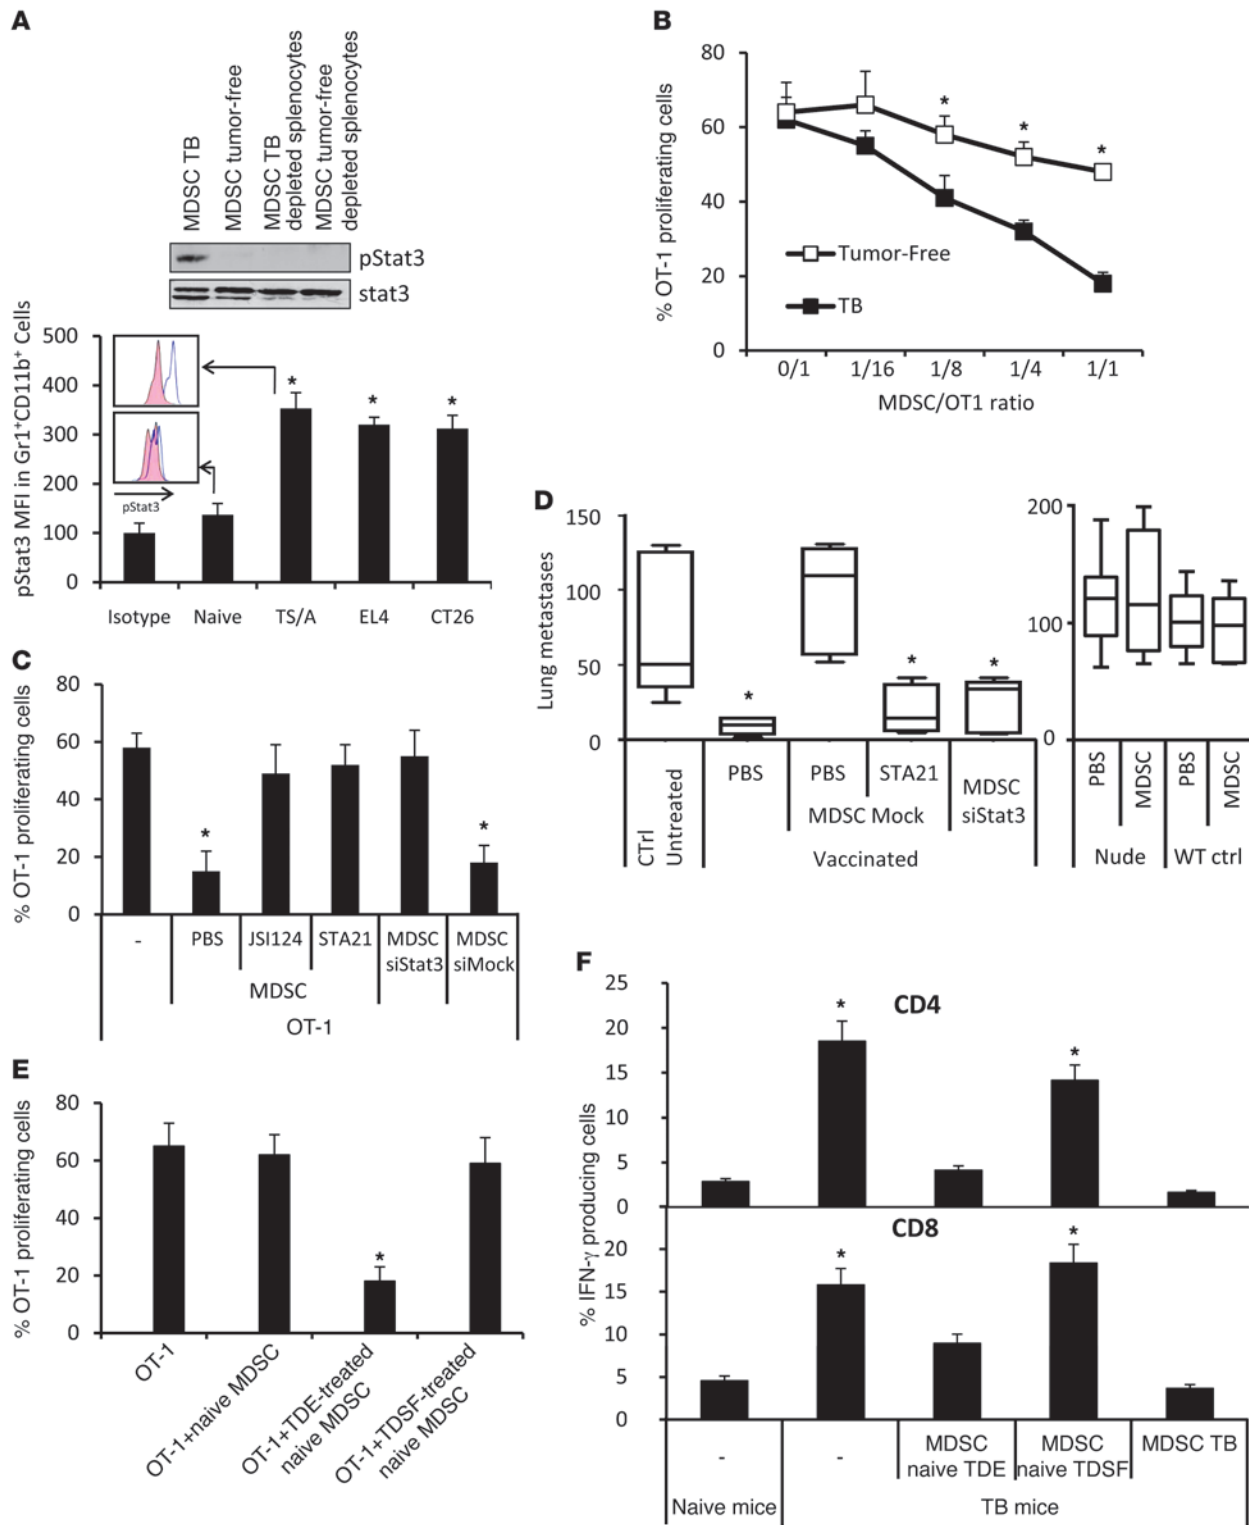 A
MDSC TB
MDSC tumor-free
MDSC TB
depleted splenocytes
MDSC tumor-free
depleted splenocytes
pStat3
stat3
pStat3 MFI in Gr1⁺CD11b⁺ Cells
500
400
300
200
100
0
pStat3
*
*
*
Isotype
Naive
TS/A
EL4
CT26
B
% OT-1 proliferating cells
80
60
40
20
0
*
*
*
Tumor-Free
TB
0/1
1/16
1/8
1/4
1/1
MDSC/OT1 ratio
C
% OT-1 proliferating cells
80
60
40
20
0
*
*
-
PBS
JSI124
STA21
MDSC
siStat3
MDSC
siMock
MDSC
OT-1
D
Lung metastases
150
100
50
0
*
*
*
CTrl
Untreated
PBS
PBS
STA21
MDSC
siStat3
MDSC Mock
Vaccinated
200
100
0
PBS
MDSC
PBS
MDSC
Nude
WT ctrl
E
% OT-1 proliferating cells
80
60
40
20
0
*
OT-1
OT-1+naive MDSC
OT-1+TDE-treated
naive MDSC
OT-1+TDSF-treated
naive MDSC
F
% IFN-γ producing cells
25
20
15
10
5
0
CD4
*
*
20
15
10
5
0
CD8
*
*
-
-
MDSC
naive TDE
MDSC
naive TDSF
MDSC TB
Naive mice
TB mice